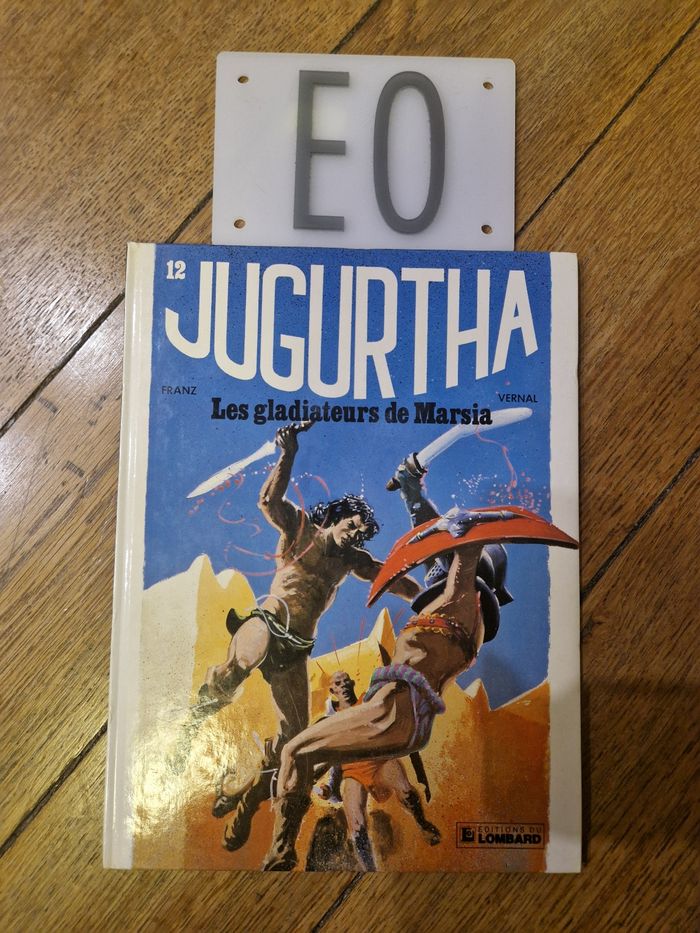 EO
12
JUGURTHA
FRANZ
VERNAL
Les gladiateurs de Marsia
EDITIONS DU
LOMBARD